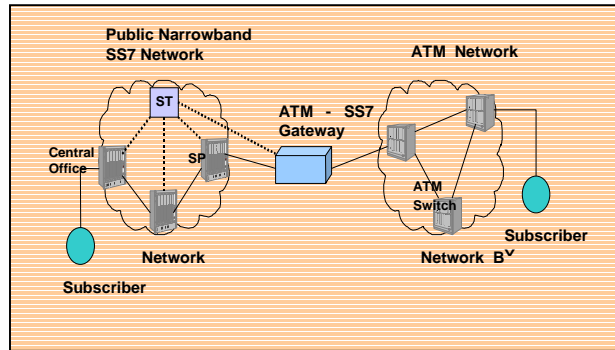 Public Narrowband
SS7 Network
ATM Network
ST
ATM - SS7
Gateway
Central
Office
SP
ATM
Switch
Network
Network B
Subscriber
Subscriber